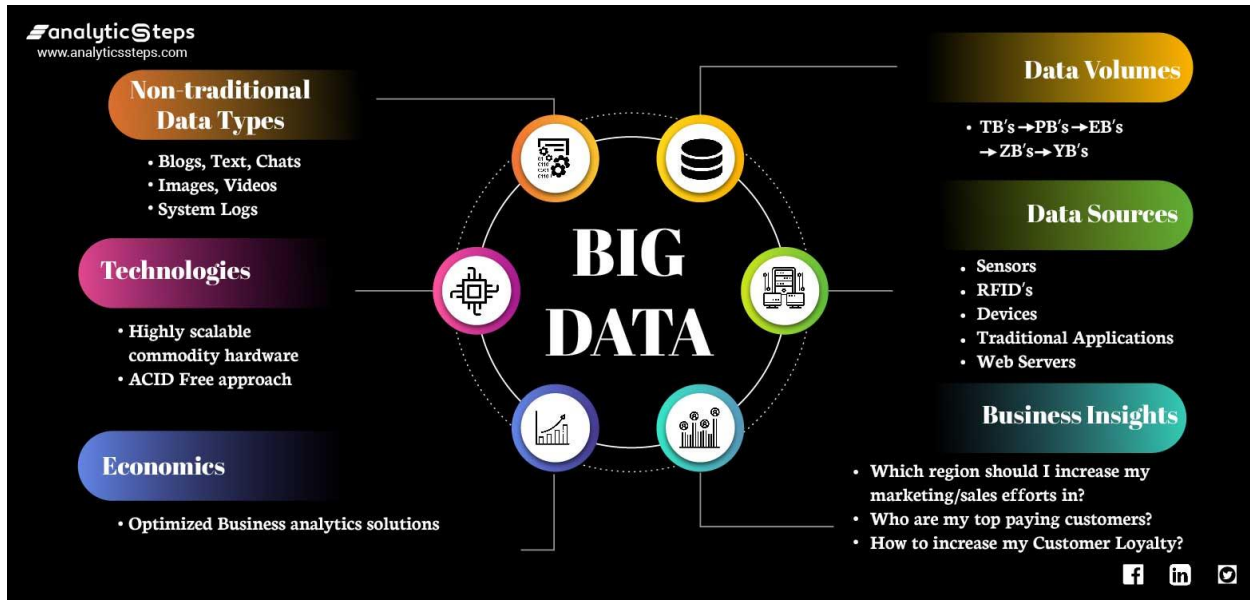 analyticSteps
www.analyticssteps.com
Non-traditional
Data Types
• Blogs, Text, Chats
• Images, Videos
• System Logs
Technologies
• Highly scalable
commodity hardware
• ACID Free approach
Economics
• Optimized Business analytics solutions
BIG
DATA
Data Volumes
• TB's→PB's→EB's
→ZB's→YB's
Data Sources
• Sensors
• RFID's
• Devices
• Traditional Applications
• Web Servers
Business Insights
• Which region should I increase my
marketing/sales efforts in?
• Who are my top paying customers?
• How to increase my Customer Loyalty?